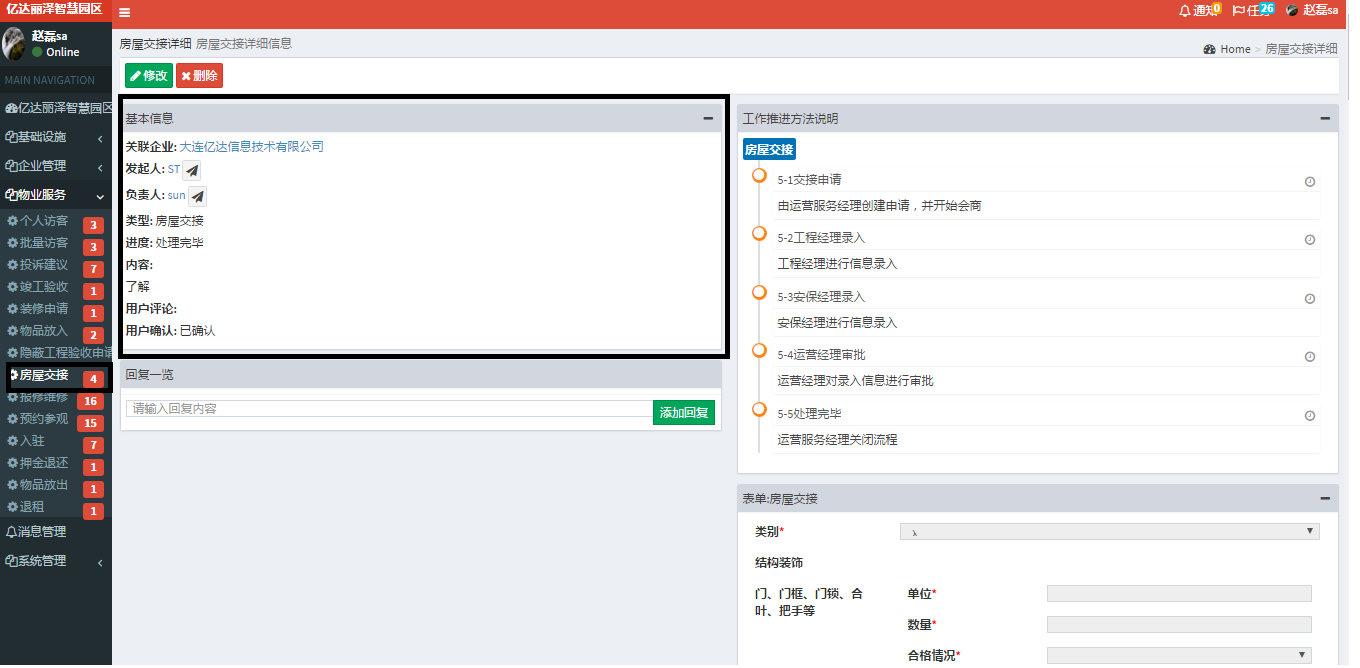 亿达丽泽智慧园区
通知 0 任务 26 赵磊sa
赵磊sa
Online
MAIN NAVIGATION
亿达丽泽智慧园区
基础设施
企业管理
物业服务
个人访客 3
批量访客 3
投诉建议 7
竣工验收 1
装修申请 1
物品放入 2
隐蔽工程验收申请
房屋交接 4
报修维修 16
预约参观 15
入驻 7
押金退还 1
物品放出 1
退租 1
消息管理
系统管理
房屋交接详细 房屋交接详细信息
Home > 房屋交接详细
修改 删除
基本信息
关联企业: 大连亿达信息技术有限公司
发起人: ST
负责人: sun
类型: 房屋交接
进度: 处理完毕
内容:
了解
用户评论:
用户确认: 已确认
回复一览
请输入回复内容 添加回复
工作推进方法说明
房屋交接
5-1交接申请
由运营服务经理创建申请，并开始会商
5-2工程经理录入
工程经理进行信息录入
5-3安保经理录入
安保经理进行信息录入
5-4运营经理审批
运营经理对录入信息进行审批
5-5处理完毕
运营服务经理关闭流程
表单:房屋交接
类别*
结构装饰
门、门框、门锁、合
叶、把手等
单位*
数量*
合格情况*